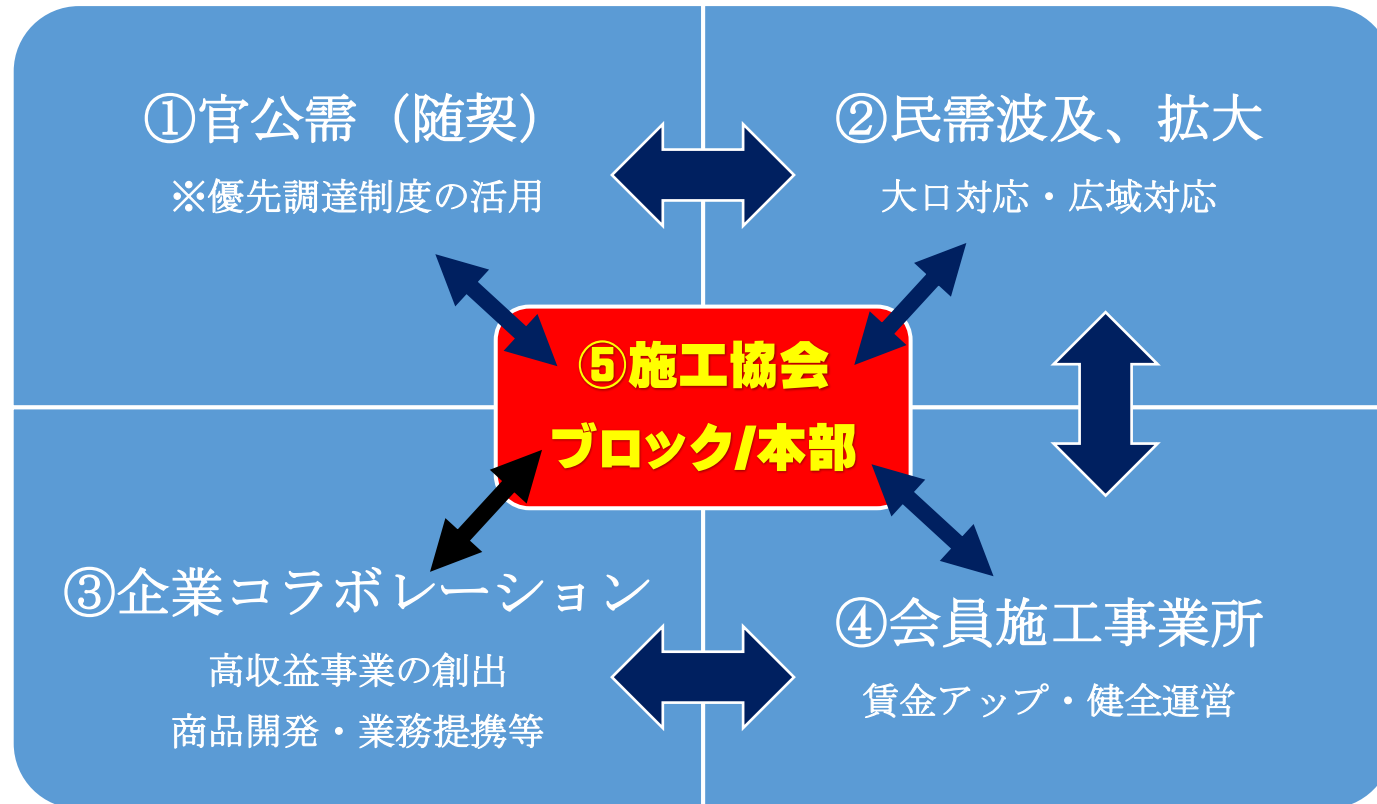 ①官公需（随契）
※優先調達制度の活用
②民需波及、拡大
大口対応・広域対応
⑤施工協会
ブロック/本部
③企業コラボレーション
高収益事業の創出
商品開発・業務提携等
④会員施工事業所
賃金アップ・健全運営